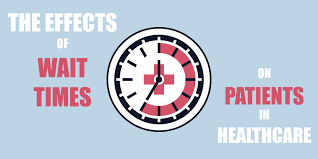 THE EFFECTS
OF
WAIT
TIMES
ON
PATIENTS
IN
HEALTHCARE